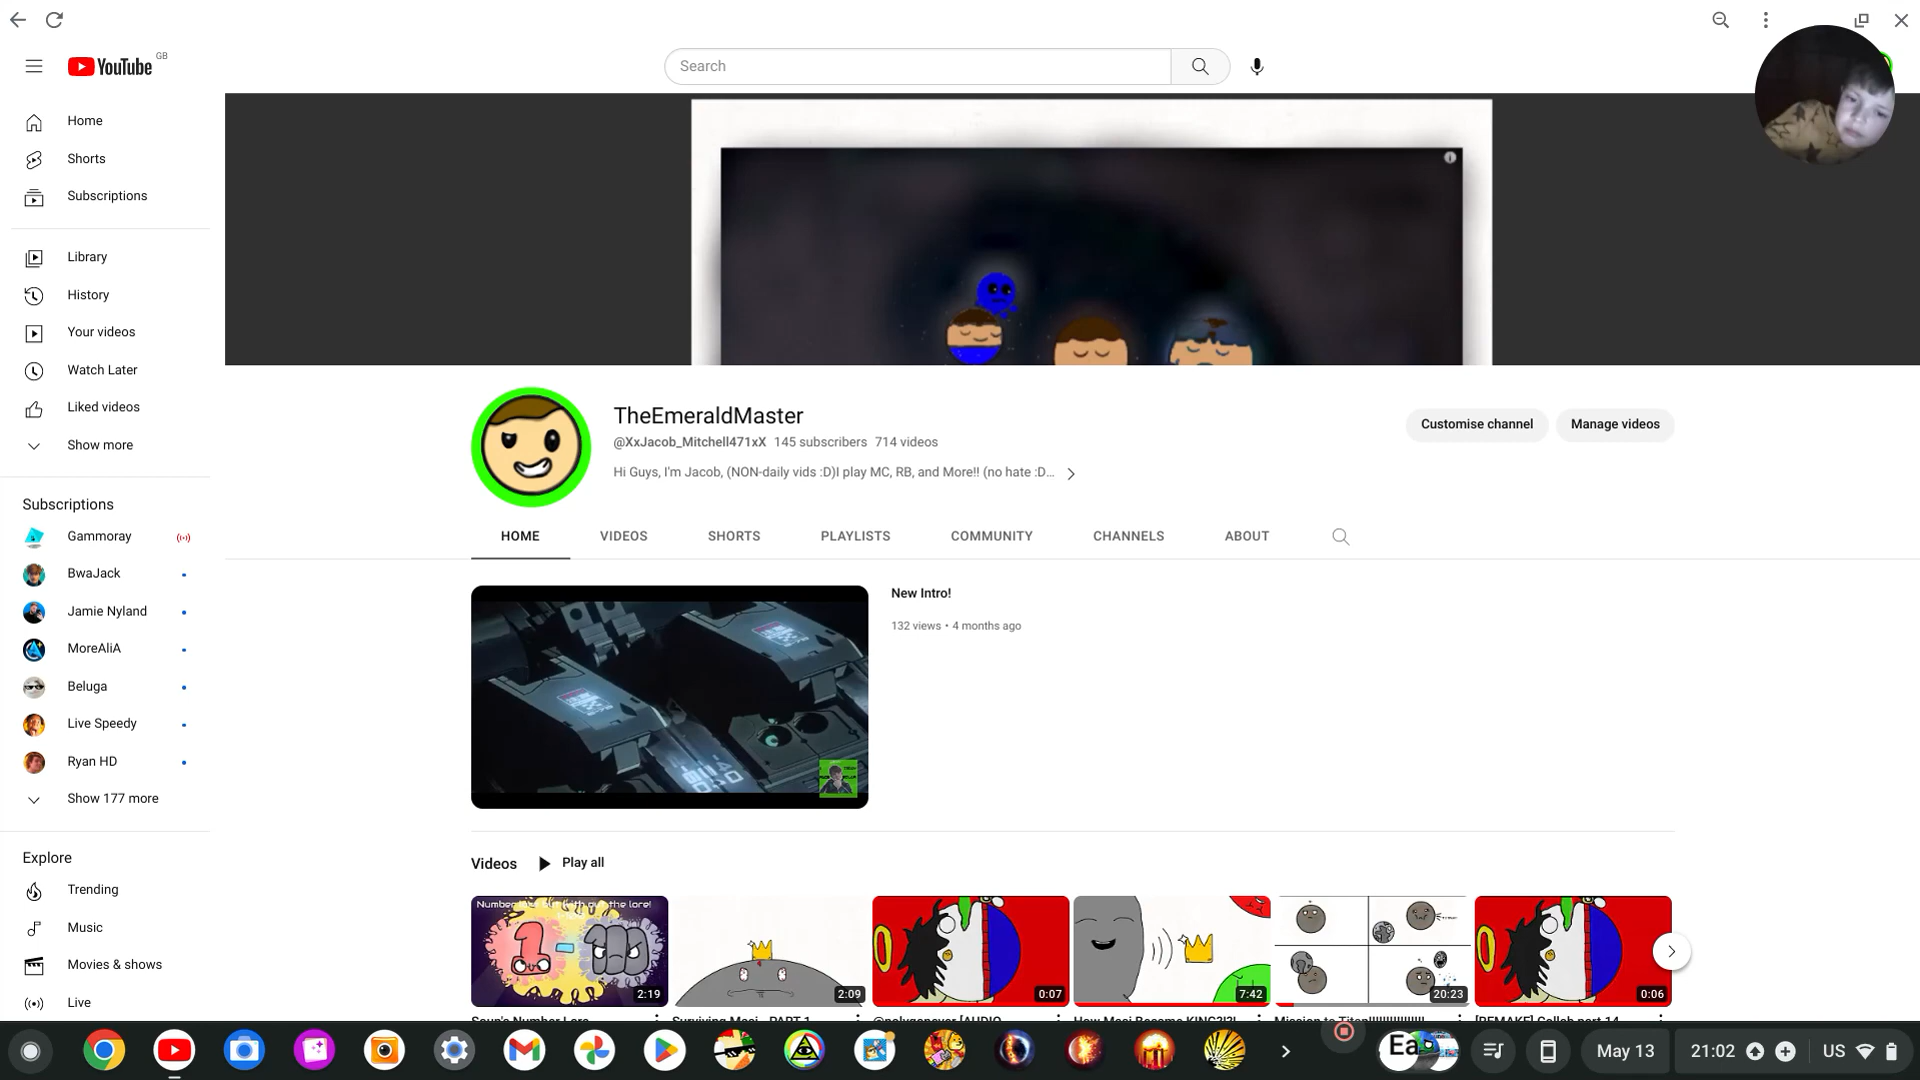 YouTube GB
Search
Home
Shorts
Subscriptions
Library
History
Your videos
Watch Later
Liked videos
Show more
Subscriptions
Gammoray
BwaJack
Jamie Nyland
MoreAliA
Beluga
Live Speedy
Ryan HD
Show 177 more
Explore
Trending
Music
Movies & shows
Live
TheEmeraldMaster
@XxJacob_Mitchell471xX 145 subscribers 714 videos
Hi Guys, I'm Jacob, (NON-daily vids :D)I play MC, RB, and More!! (no hate :D...
Customise channel
Manage videos
HOME VIDEOS SHORTS PLAYLISTS COMMUNITY CHANNELS ABOUT
New Intro!
132 views • 4 months ago
Videos Play all
2:19
2:09
0:07
7:42
20:23
0:06
Ea
May 13
21:02
US